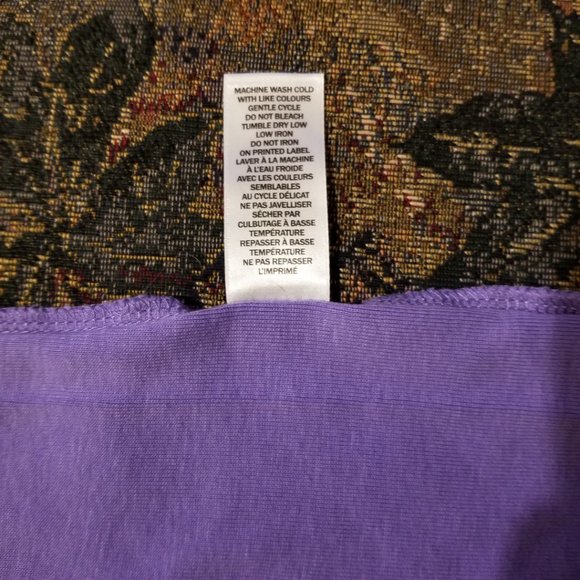 MACHINE WASH COLD
WITH LIKE COLOURS
GENTLE CYCLE
DO NOT BLEACH
TUMBLE DRY LOW
LOW IRON
DO NOT IRON
ON PRINTED LABEL
LAVER À LA MACHINE
À L'EAU FROIDE
AVEC LES COULEURS
SEMBLABLES
AU CYCLE DÉLICAT
NE PAS JAVELLISER
SÉCHER PAR
CULBUTAGE À BASSE
TEMPÉRATURE
REPASSER À BASSE
TEMPÉRATURE
NE PAS REPASSER
L'IMPRIMÉ